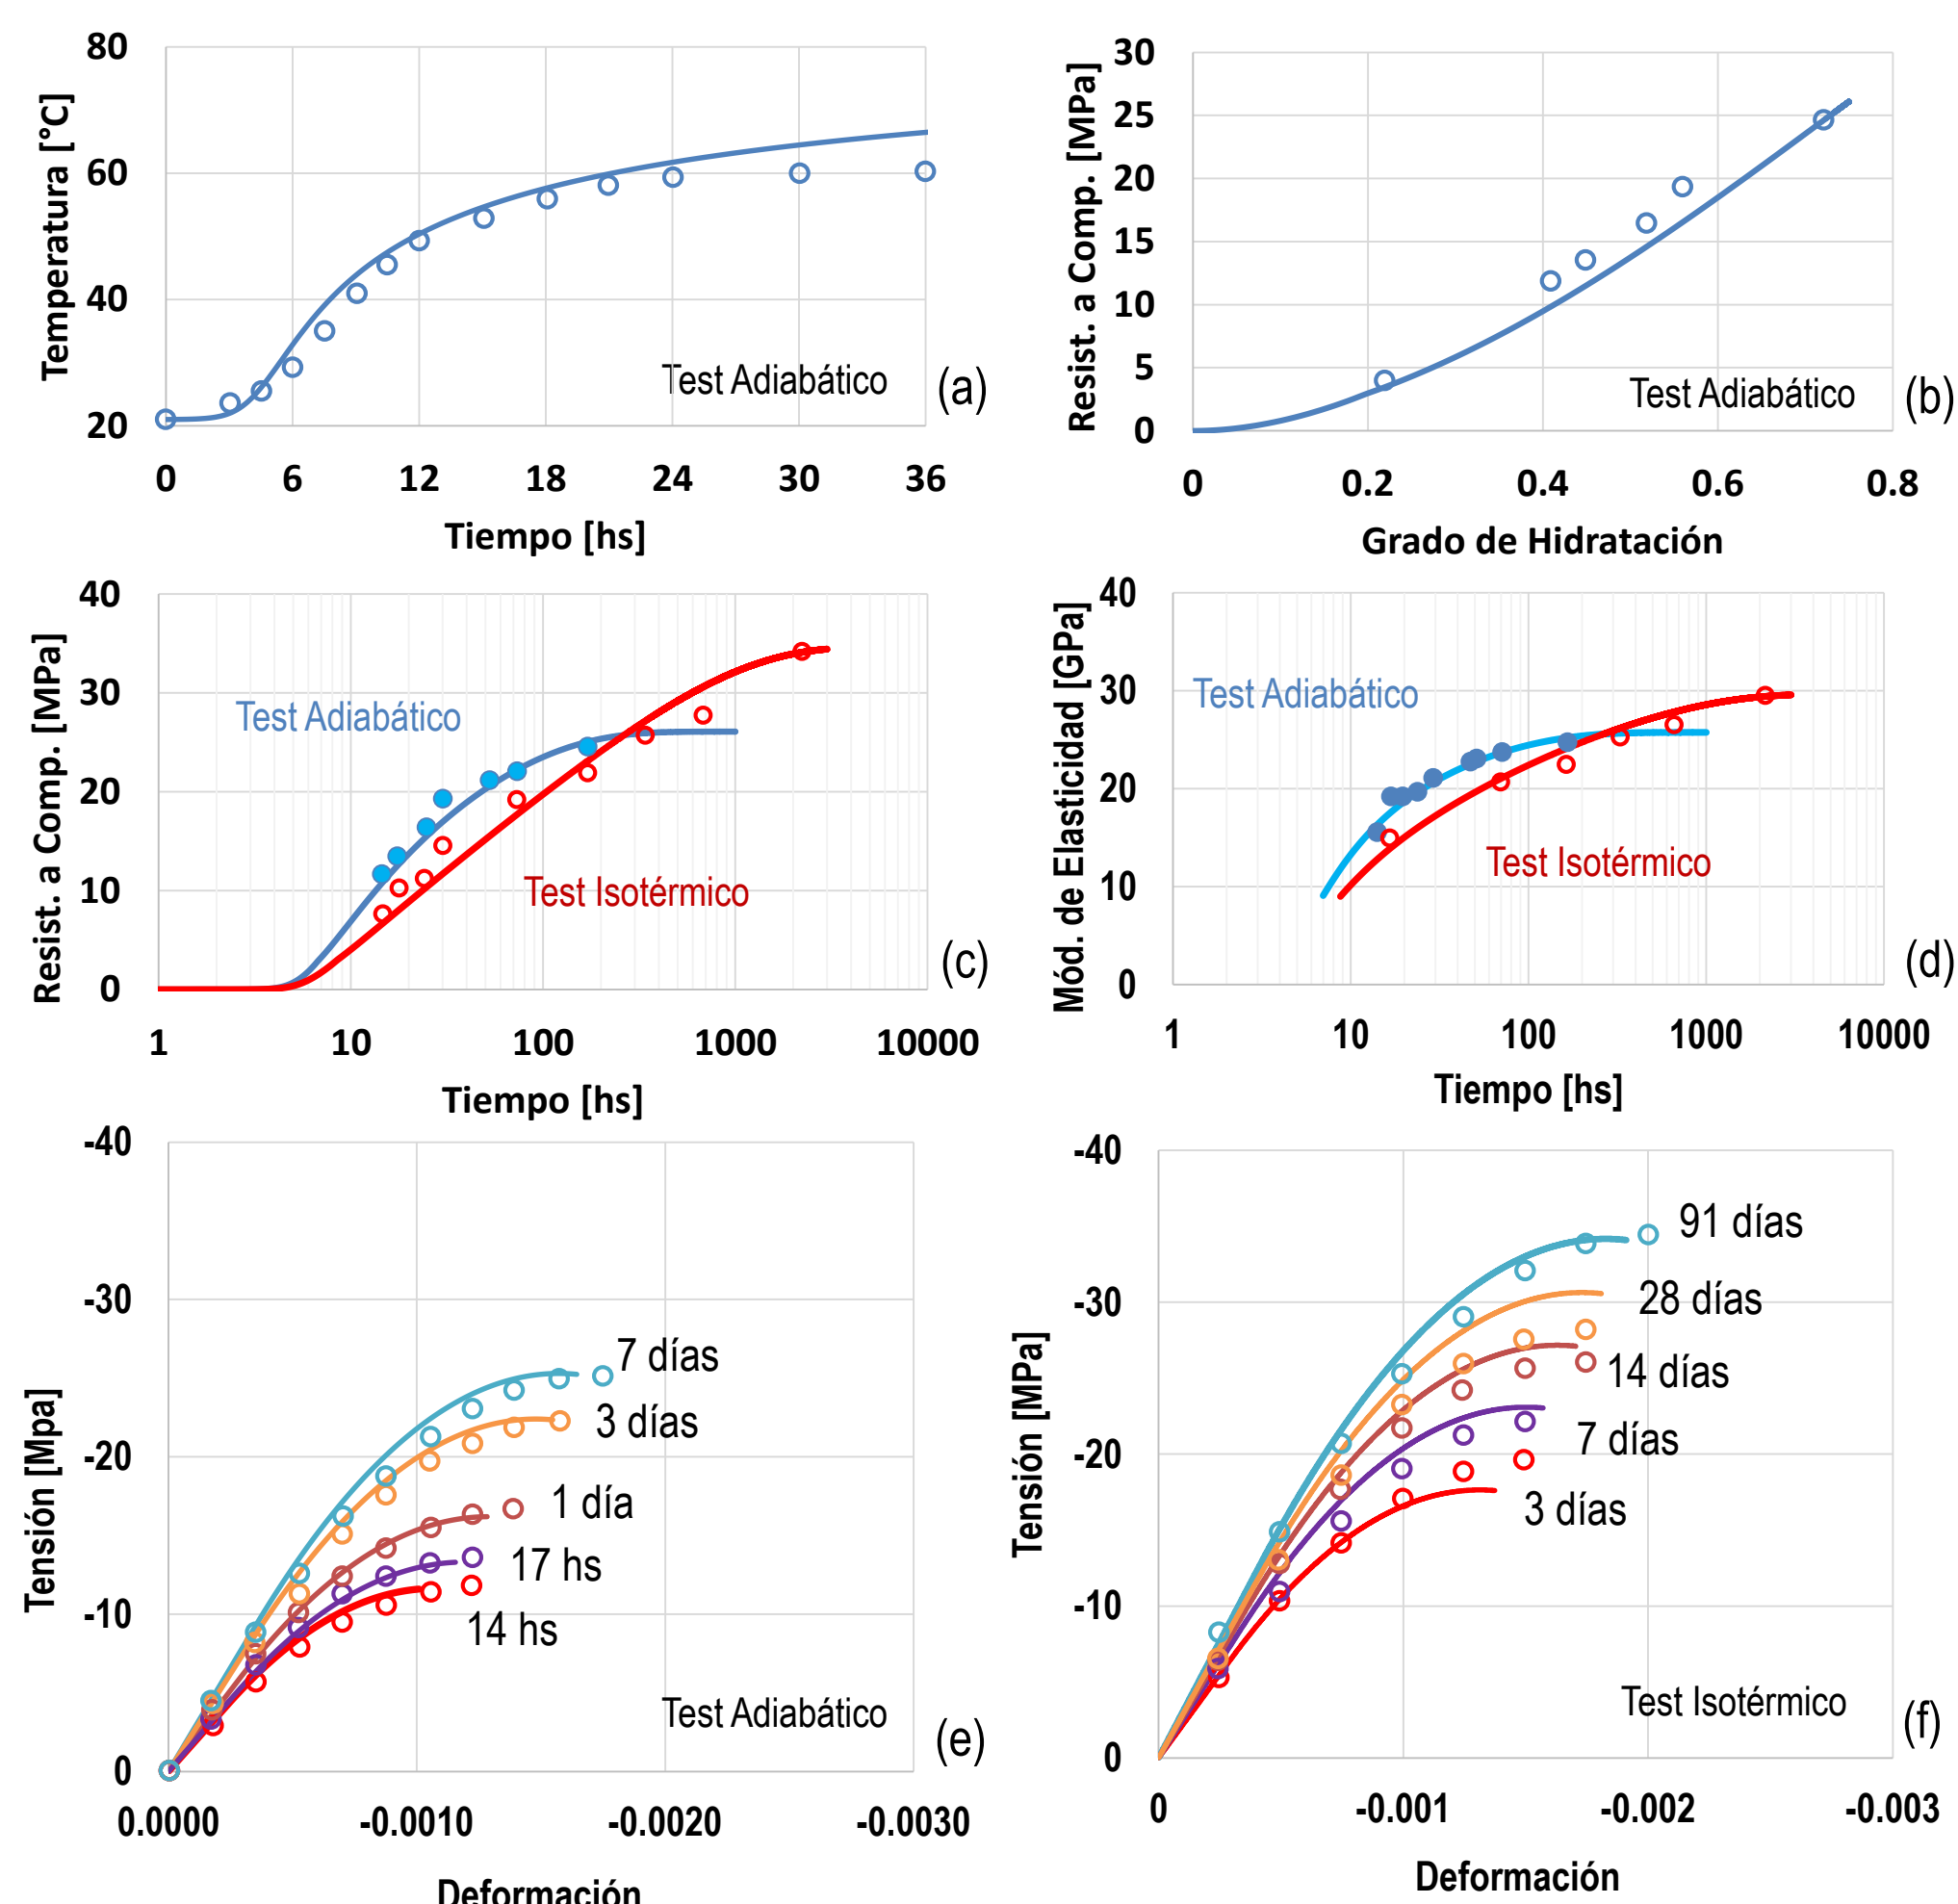 80
60
40
20
Temperatura [°C]
Test Adiabático
(a)
0 6 12 18 24 30 36
Tiempo [hs]
30
25
20
15
10
5
0
Resist. a Comp. [MPa]
Test Adiabático
(b)
0 0.2 0.4 0.6 0.8
Grado de Hidratación
40
30
20
10
0
Resist. a Comp. [MPa]
Test Adiabático
Test Isotérmico
(c)
1 10 100 1000 10000
Tiempo [hs]
40
30
20
10
0
Mód. de Elasticidad [GPa]
Test Adiabático
Test Isotérmico
(d)
1 10 100 1000 10000
Tiempo [hs]
-40
-30
-20
-10
0
Tensión [Mpa]
7 días
3 días
1 día
17 hs
14 hs
Test Adiabático
(e)
0.0000 -0.0010 -0.0020 -0.0030
Deformación
-40
-30
-20
-10
0
Tensión [MPa]
91 días
28 días
14 días
7 días
3 días
Test Isotérmico
(f)
0 -0.001 -0.002 -0.003
Deformación